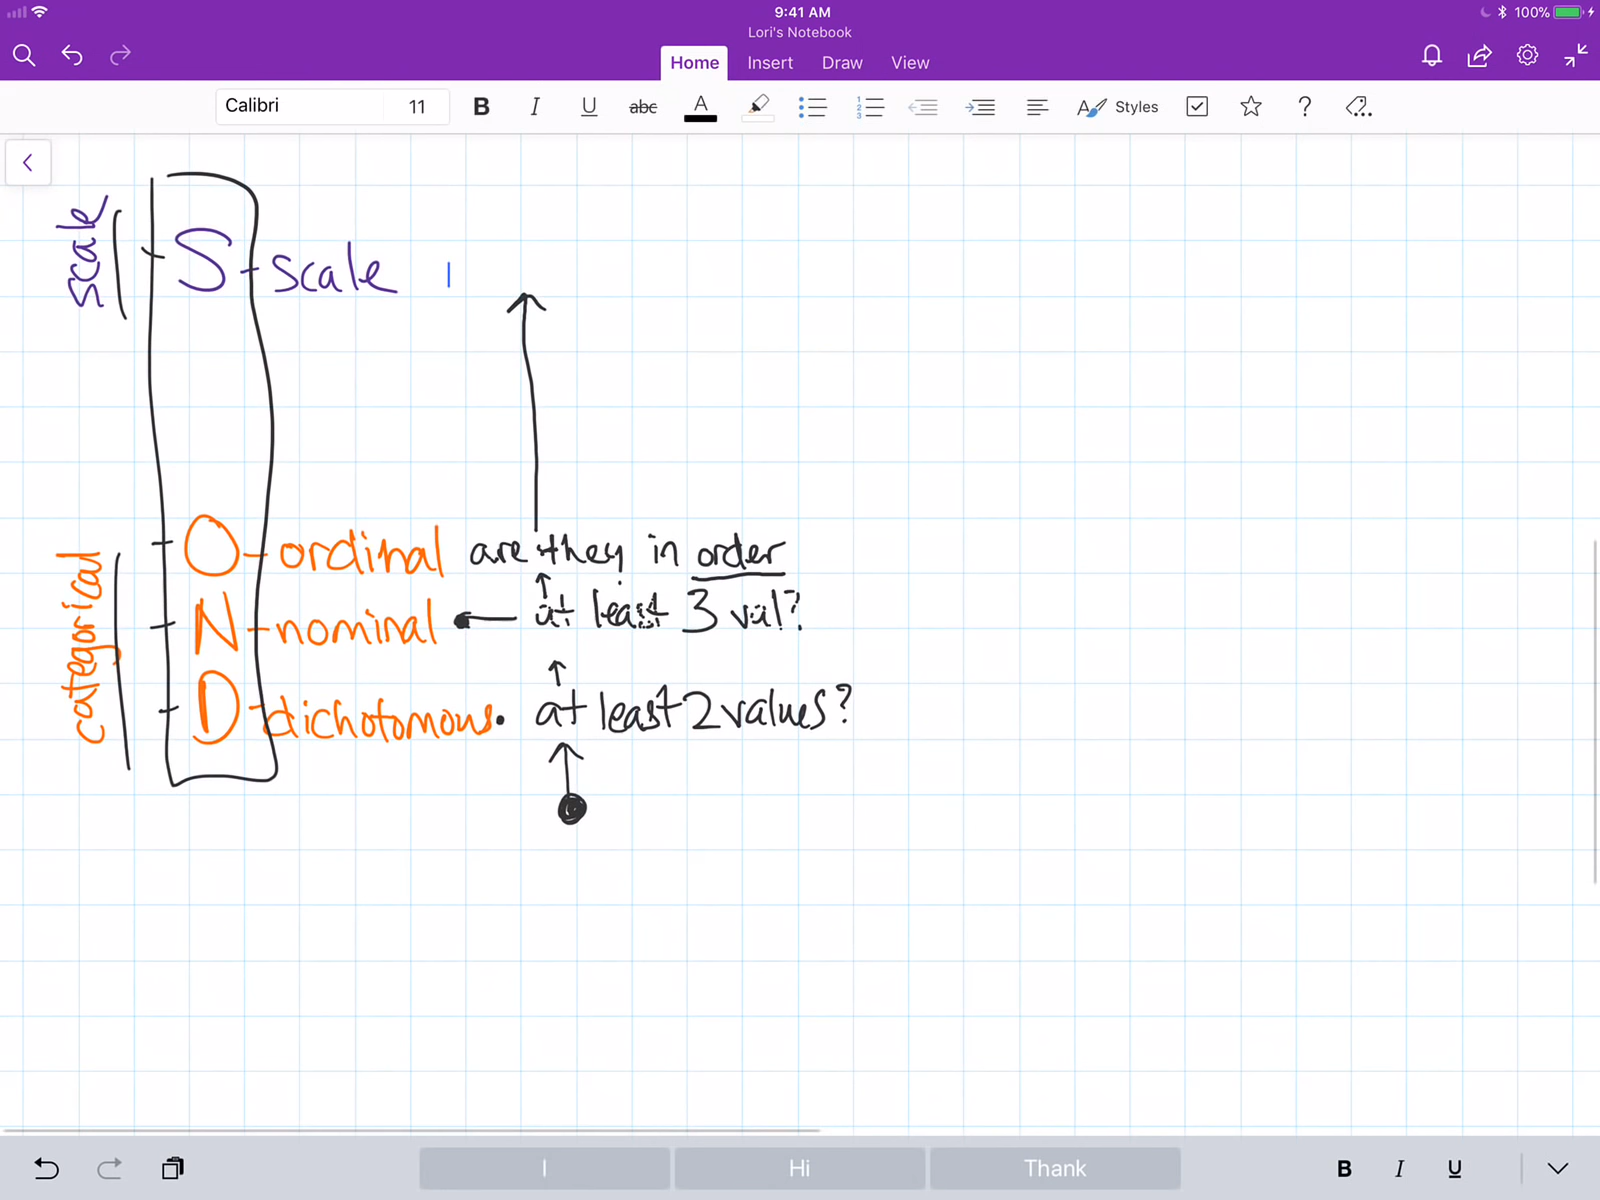 9:41 AM
100%
Lori's Notebook
Home Insert Draw View
Calibri 11 B I U abc A Styles ?
scale
S - scale
O - ordinal are they in order
N - nominal at least 3 val?
D - dichotomous. at least 2 values?
categorical
I Hi Thank B I U